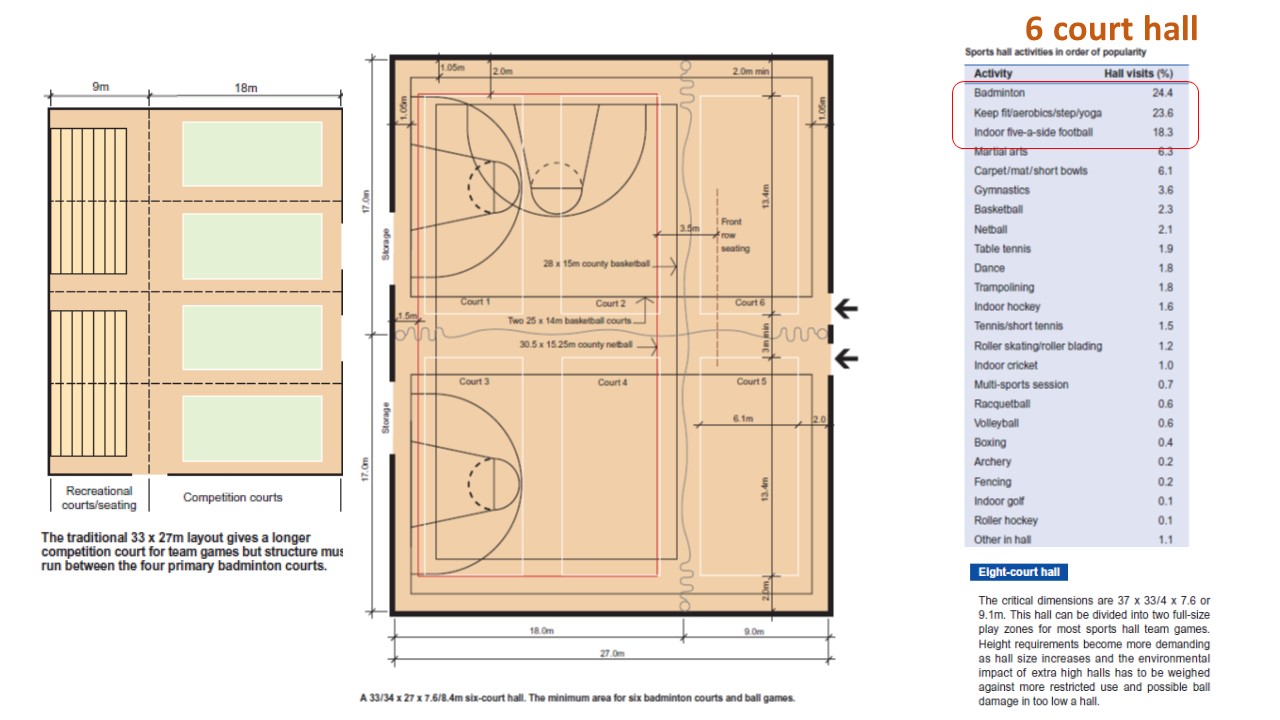 6 court hall
9m
18m
Recreational
courts/seating
Competition courts
The traditional 33 x 27m layout gives a longer
competition court for team games but structure mus
run between the four primary badminton courts.
1.05m
2.0m
2.0m min
1.05m
1.05m
17.0m
13.4m
Storage
3.5m
Front
row
seating
28 x 15m county basketball
Court 1
Court 2
Court 6
1.5m
Two 25 x 14m basketball courts
30.5 x 15.25m county netball
3m min
Court 3
Court 4
Court 5
Storage
6.1m
2.0
17.0m
13.4m
2.0m
18.0m
9.0m
27.0m
A 33/34 x 27 x 7.6/8.4m six-court hall. The minimum area for six badminton courts and ball games.
Sports hall activities in order of popularity
Activity Hall visits (%)
Badminton 24.4
Keep fit/aerobics/step/yoga 23.6
Indoor five-a-side football 18.3
Martial arts 6.3
Carpet/mat/short bowls 6.1
Gymnastics 3.6
Basketball 2.3
Netball 2.1
Table tennis 1.9
Dance 1.8
Trampolining 1.8
Indoor hockey 1.6
Tennis/short tennis 1.5
Roller skating/roller blading 1.2
Indoor cricket 1.0
Multi-sports session 0.7
Racquetball 0.6
Volleyball 0.6
Boxing 0.4
Archery 0.2
Fencing 0.2
Indoor golf 0.1
Roller hockey 0.1
Other in hall 1.1
Eight-court hall
The critical dimensions are 37 x 33/4 x 7.6 or
9.1m. This hall can be divided into two full-size
play zones for most sports hall team games.
Height requirements become more demanding
as hall size increases and the environmental
impact of extra high halls has to be weighed
against more restricted use and possible ball
damage in too low a hall.